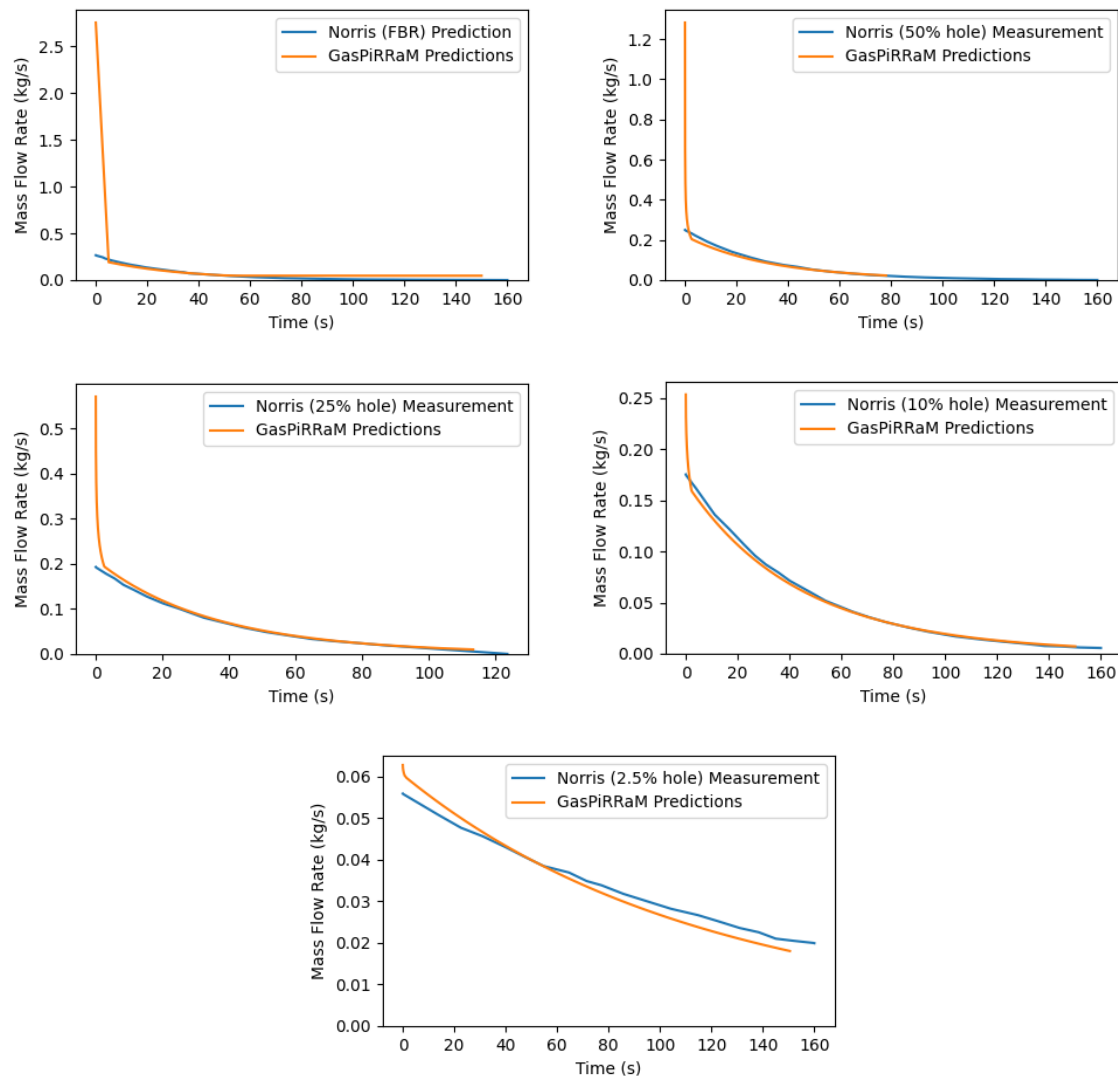 Norris (FBR) Prediction
GasPiRRaM Predictions
Mass Flow Rate (kg/s)
2.5
2.0
1.5
1.0
0.5
0.0
0 20 40 60 80 100 120 140 160
Time (s)
Norris (50% hole) Measurement
GasPiRRaM Predictions
Mass Flow Rate (kg/s)
1.2
1.0
0.8
0.6
0.4
0.2
0.0
0 20 40 60 80 100 120 140 160
Time (s)
Norris (25% hole) Measurement
GasPiRRaM Predictions
Mass Flow Rate (kg/s)
0.5
0.4
0.3
0.2
0.1
0.0
0 20 40 60 80 100 120
Time (s)
Norris (10% hole) Measurement
GasPiRRaM Predictions
Mass Flow Rate (kg/s)
0.25
0.20
0.15
0.10
0.05
0.00
0 20 40 60 80 100 120 140 160
Time (s)
Norris (2.5% hole) Measurement
GasPiRRaM Predictions
Mass Flow Rate (kg/s)
0.06
0.05
0.04
0.03
0.02
0.01
0.00
0 20 40 60 80 100 120 140 160
Time (s)